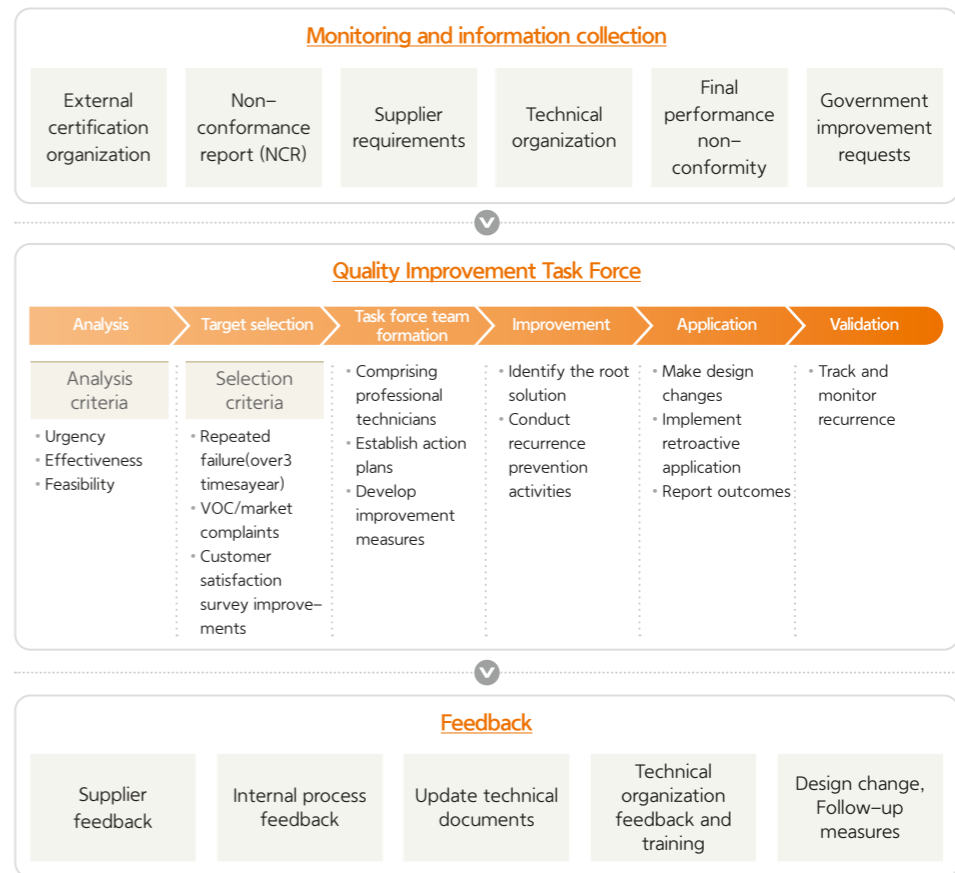 Monitoring and information collection
External
certification
organization
Non–
conformance
report (NCR)
Supplier
requirements
Technical
organization
Final
performance
non–
conformity
Government
improvement
requests
Quality Improvement Task Force
Analysis
Target selection
Task force team
formation
Improvement
Application
Validation
Analysis
criteria
• Urgency
• Effectiveness
• Feasibility
Selection
criteria
• Repeated
failure(over3
timesayear)
• VOC/market
complaints
• Customer
satisfaction
survey improve–
ments
• Comprising
professional
technicians
• Establish action
plans
• Develop
improvement
measures
• Identify the root
solution
• Conduct
recurrence
prevention
activities
• Make design
changes
• Implement
retroactive
application
• Report outcomes
• Track and
monitor
recurrence
Feedback
Supplier
feedback
Internal process
feedback
Update technical
documents
Technical
organization
feedback and
training
Design change,
Follow–up
measures